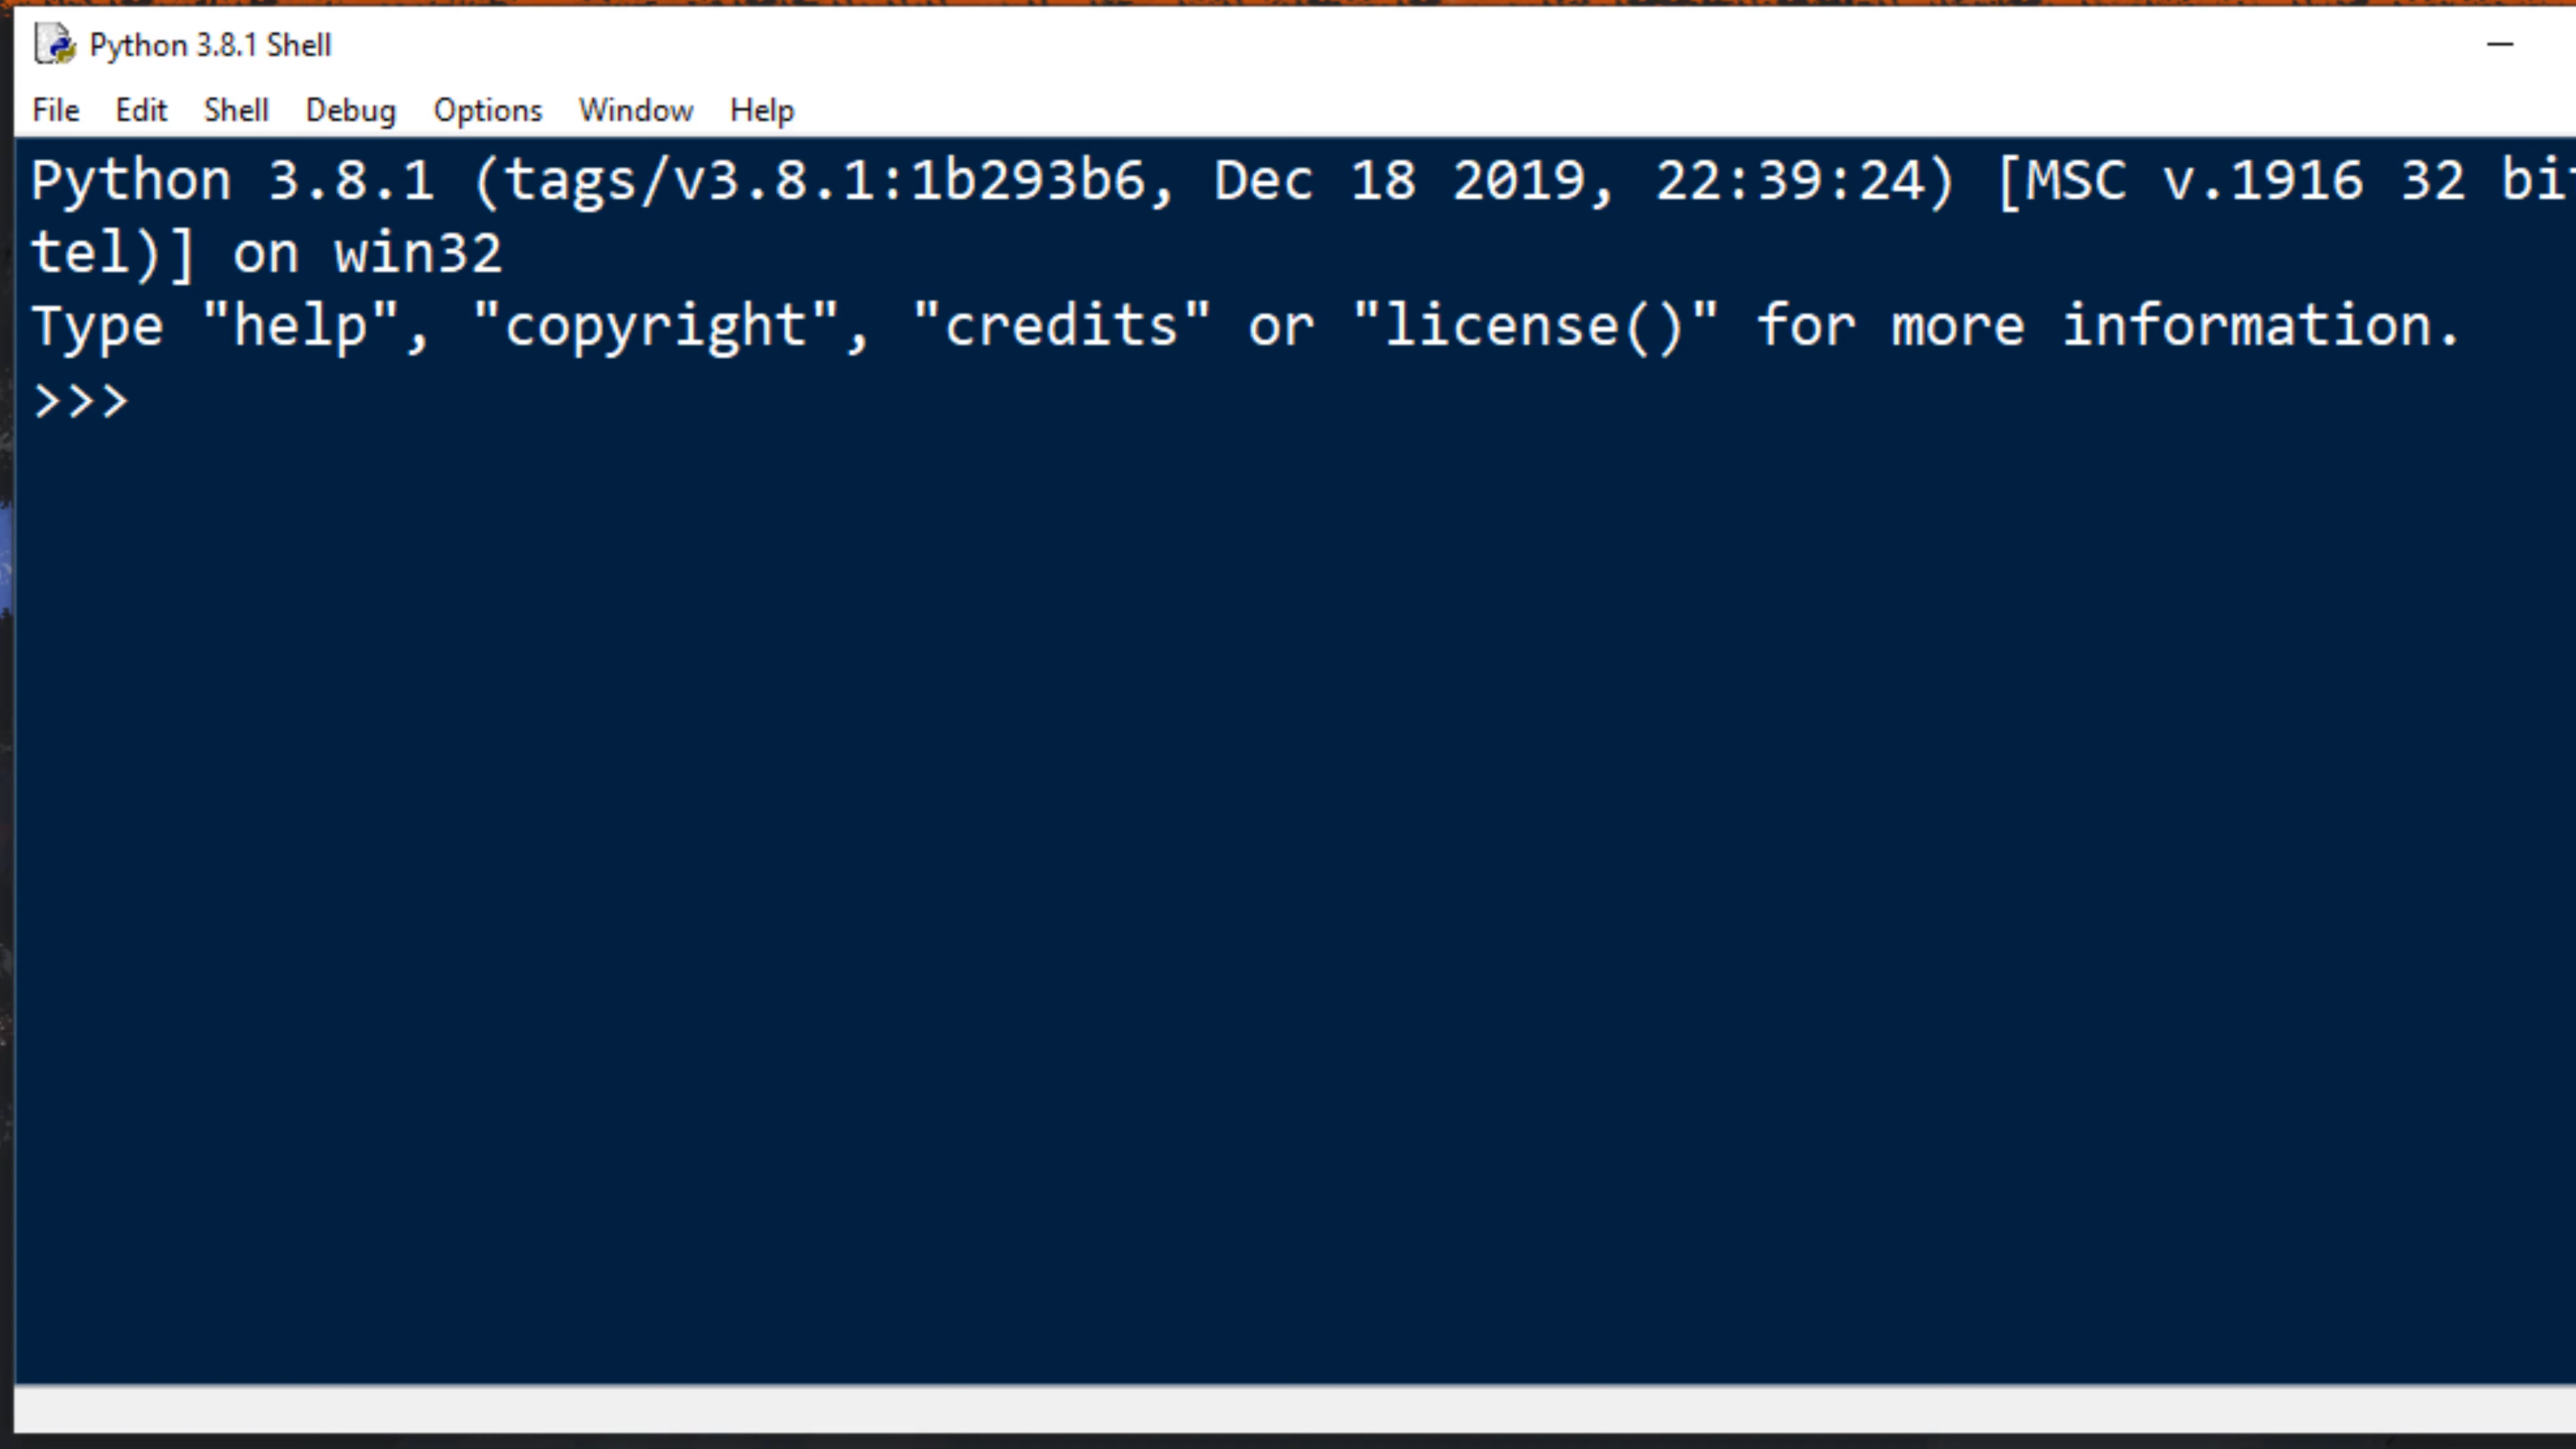 Python 3.8.1 Shell
File Edit Shell Debug Options Window Help
Python 3.8.1 (tags/v3.8.1:1b293b6, Dec 18 2019, 22:39:24) [MSC v.1916 32 bi
tel)] on win32
Type "help", "copyright", "credits" or "license()" for more information.
>>>